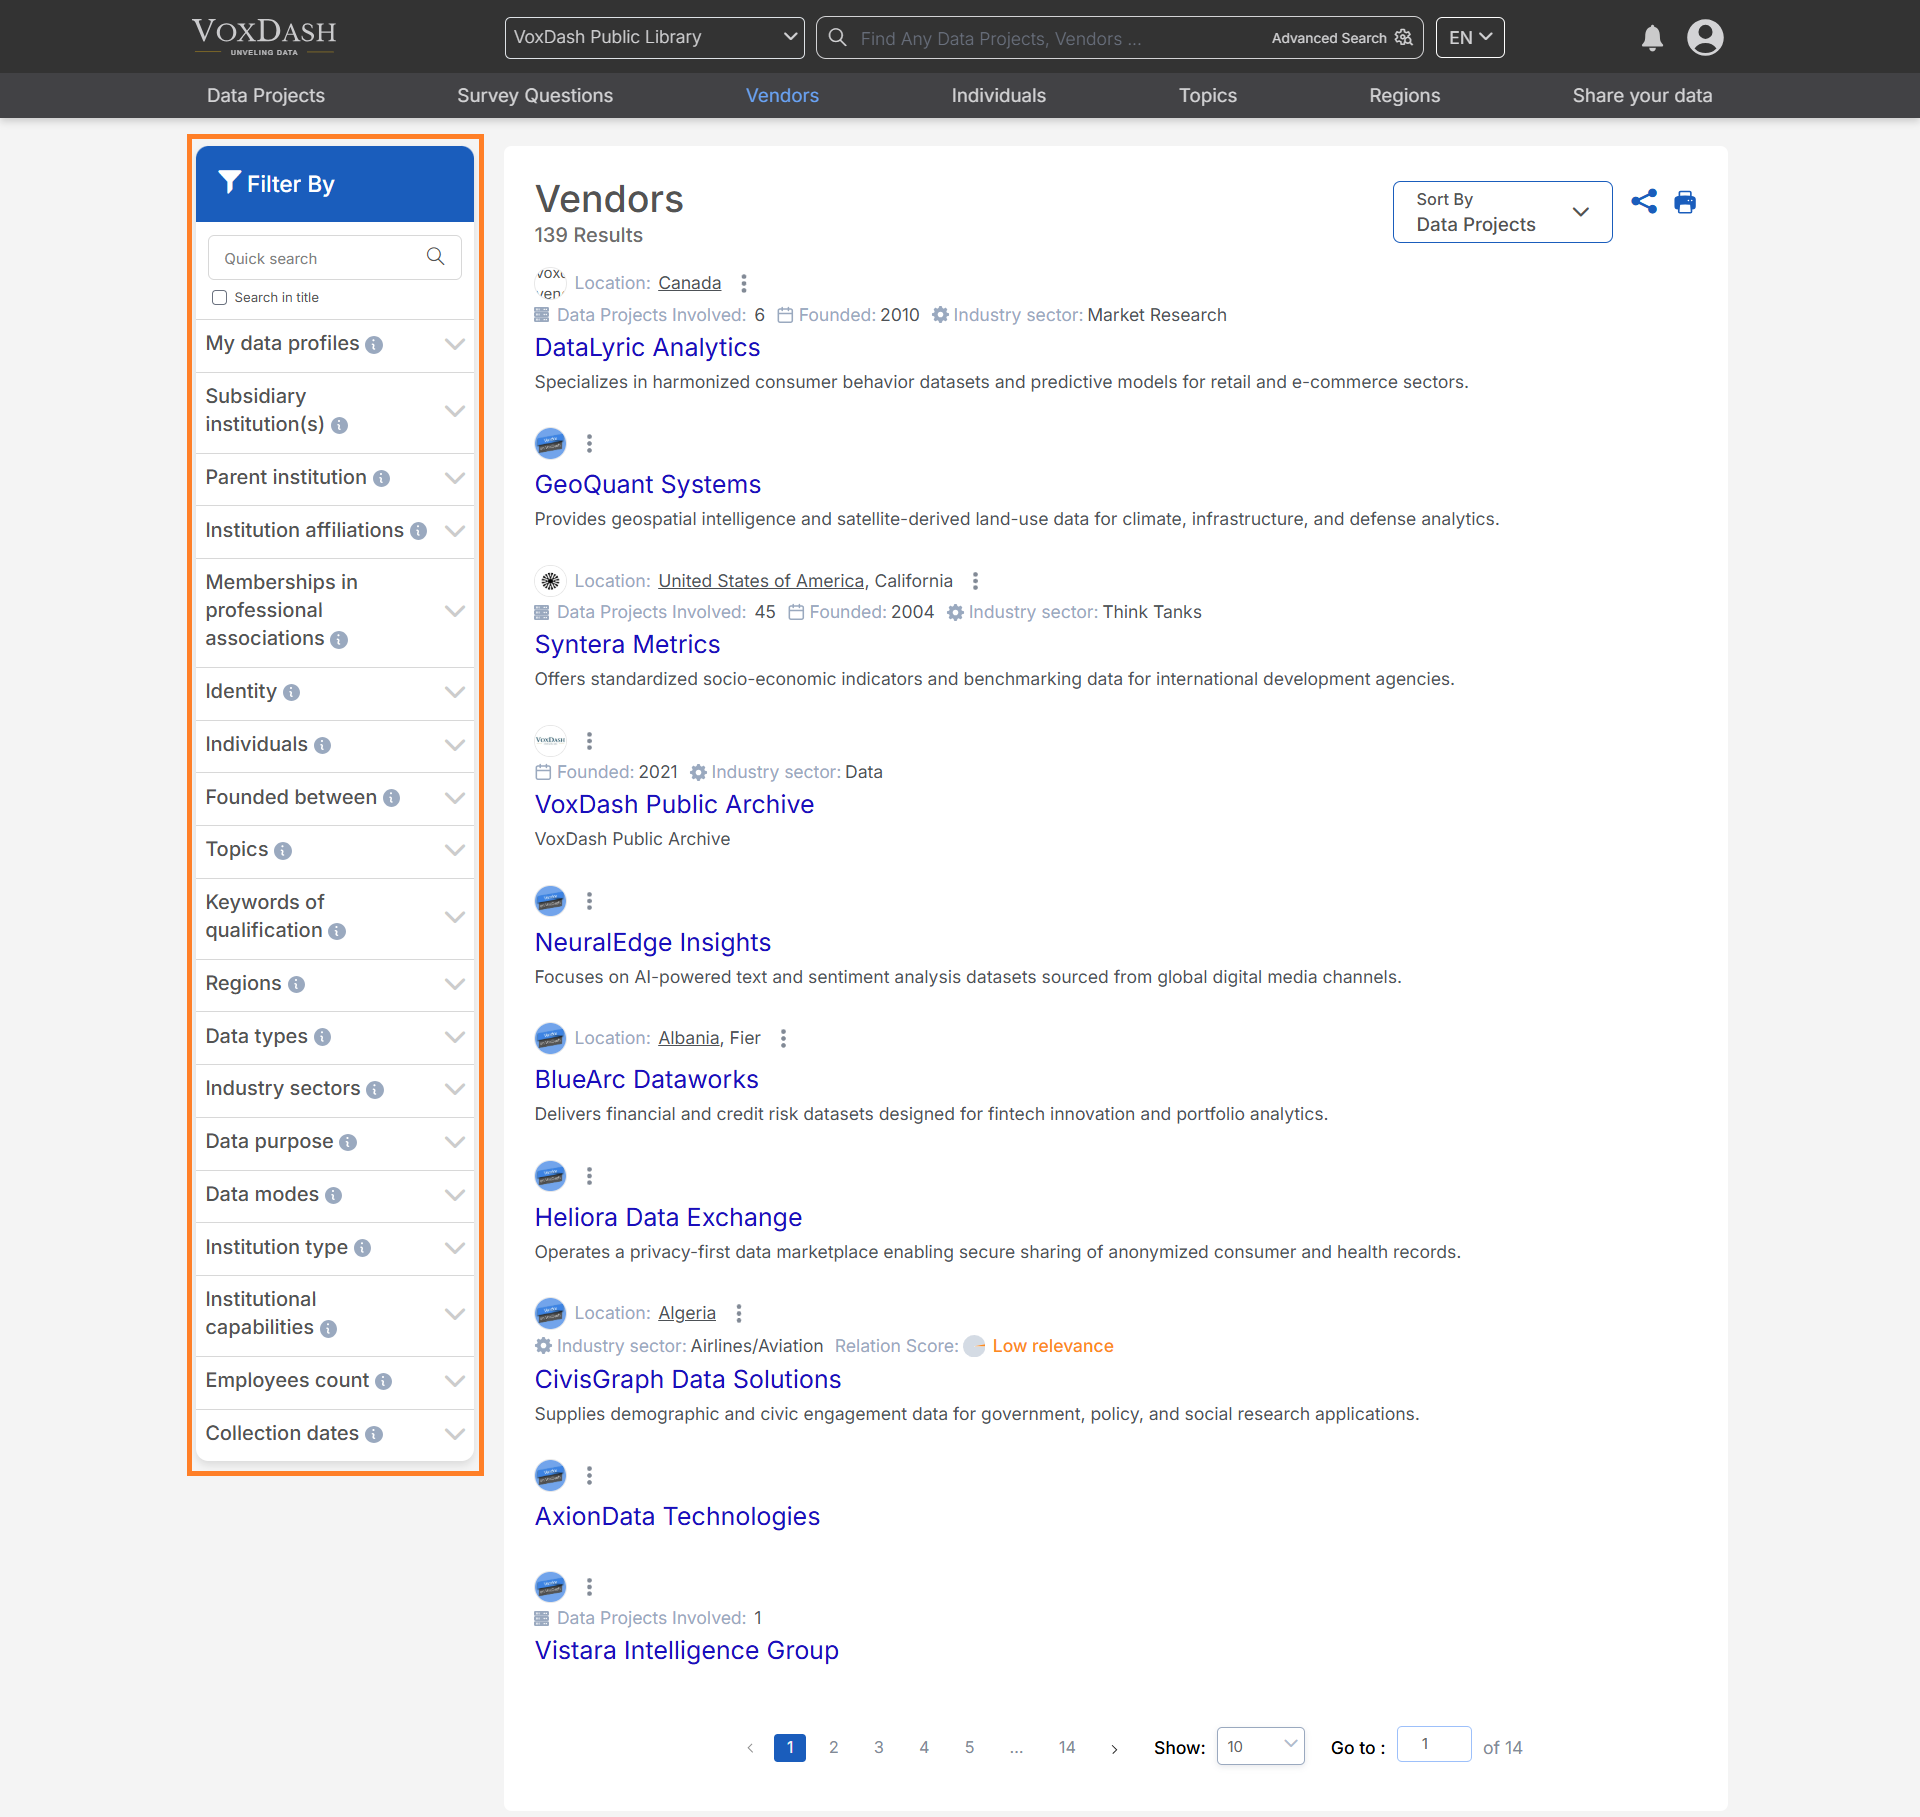 VOXDASH
UNVELING DATA
VoxDash Public Library
Find Any Data Projects, Vendors ...
Advanced Search
EN
Data Projects
Survey Questions
Vendors
Individuals
Topics
Regions
Share your data
Filter By
Quick search
Search in title
My data profiles
Subsidiary
institution(s)
Parent institution
Institution affiliations
Memberships in
professional
associations
Identity
Individuals
Founded between
Topics
Keywords of
qualification
Regions
Data types
Industry sectors
Data purpose
Data modes
Institution type
Institutional
capabilities
Employees count
Collection dates
Vendors
139 Results
Sort By
Data Projects
Location: Canada
Data Projects Involved: 6 Founded: 2010 Industry sector: Market Research
DataLyric Analytics
Specializes in harmonized consumer behavior datasets and predictive models for retail and e-commerce sectors.
GeoQuant Systems
Provides geospatial intelligence and satellite-derived land-use data for climate, infrastructure, and defense analytics.
Location: United States of America, California
Data Projects Involved: 45 Founded: 2004 Industry sector: Think Tanks
Syntera Metrics
Offers standardized socio-economic indicators and benchmarking data for international development agencies.
VOXDASH
Founded: 2021 Industry sector: Data
VoxDash Public Archive
VoxDash Public Archive
NeuralEdge Insights
Focuses on AI-powered text and sentiment analysis datasets sourced from global digital media channels.
Location: Albania, Fier
BlueArc Dataworks
Delivers financial and credit risk datasets designed for fintech innovation and portfolio analytics.
Heliora Data Exchange
Operates a privacy-first data marketplace enabling secure sharing of anonymized consumer and health records.
Location: Algeria
Industry sector: Airlines/Aviation Relation Score: Low relevance
CivisGraph Data Solutions
Supplies demographic and civic engagement data for government, policy, and social research applications.
AxionData Technologies
Data Projects Involved: 1
Vistara Intelligence Group
1 2 3 4 5 ... 14
Show: 10
Go to : 1 of 14